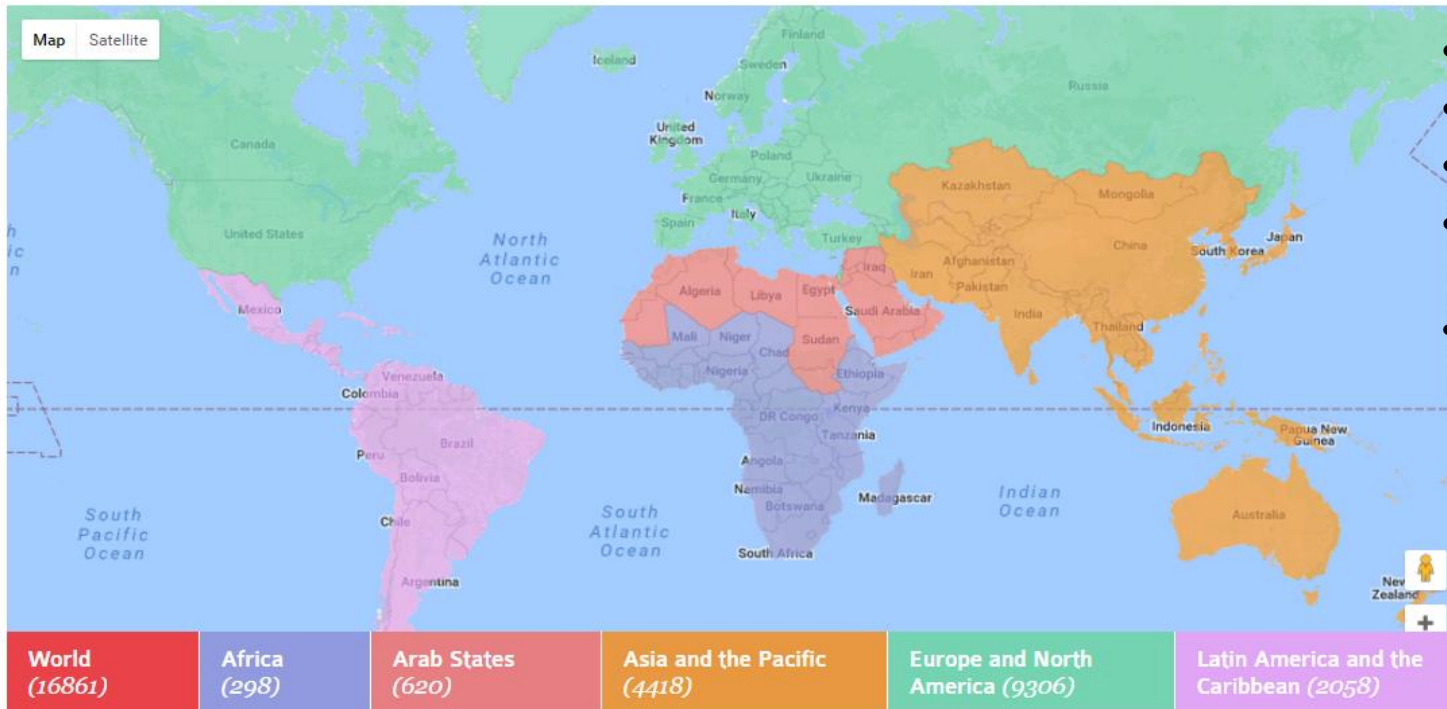 Map Satellite
Finland
Iceland
Sweden
Russia
Norway
United
Kingdom
Canada
Poland
Germany
Ukraine
Kazakhstan
Mongolia
France
Italy
Spain
United States
Turkey
North
Atlantic
Ocean
China
Japan
South Korea
Afghanistan
Iraq
Iran
Pakistan
Algeria
Libya
Egypt
Saudi Arabia
India
Mexico
Mali
Niger
Sudan
Thailand
Chad
Nigeria
Ethiopia
Venezuela
Colombia
DR Congo
Kenya
Indonesia
Papua New
Guinea
Tanzania
Brazil
Peru
Angola
Bolivia
Namibia
Botswana
Madagascar
Indian
Ocean
South
Pacific
Ocean
Chile
South
Atlantic
Ocean
Australia
South Africa
Argentina
New
Zealand
World
(16861)
Africa
(298)
Arab States
(620)
Asia and the Pacific
(4418)
Europe and North
America (9306)
Latin America and the
Caribbean (2058)